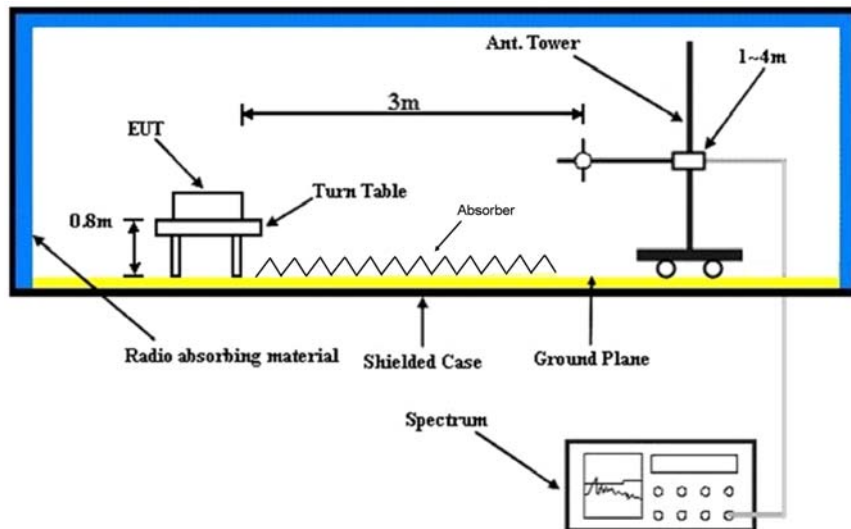 Ant. Tower
1~4m
3m
EUT
Turn Table
0.8m
Absorber
Radio absorbing material
Shielded Case
Ground Plane
Spectrum